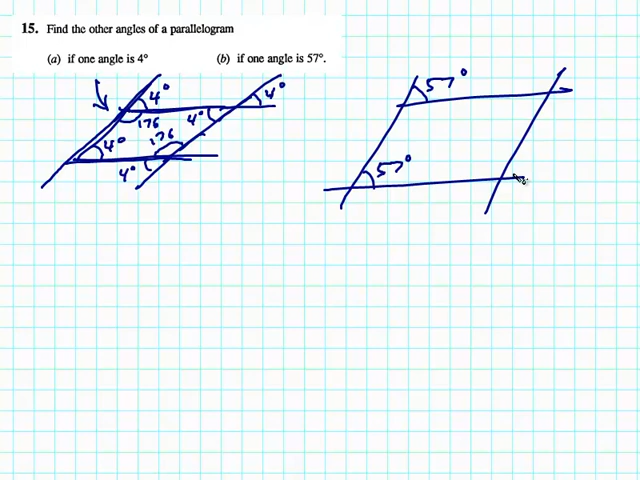 15. Find the other angles of a parallelogram
(a) if one angle is 4° (b) if one angle is 57°.
4° 4° 57°
176 4°
4° 176
4° 57°